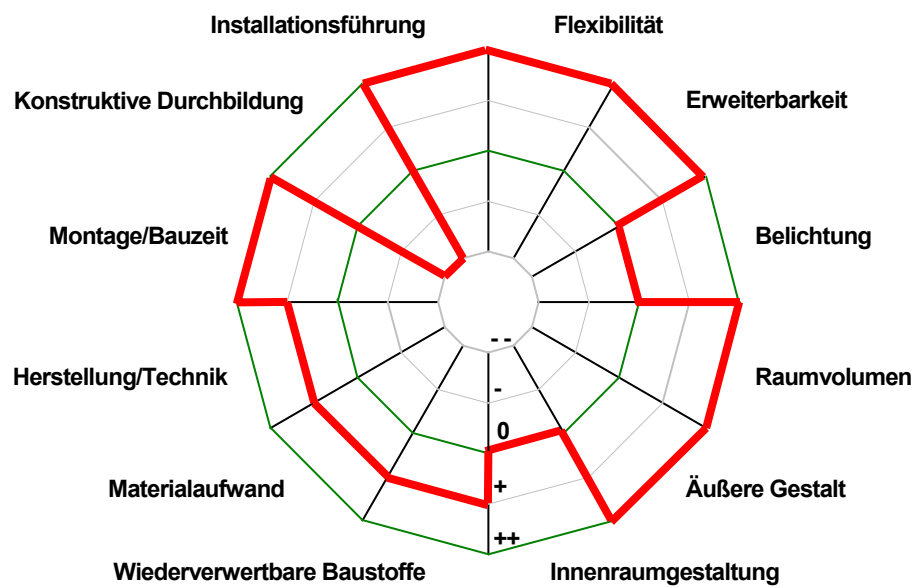 Installationsführung
Flexibilität
Konstruktive Durchbildung
Erweiterbarkeit
Montage/Bauzeit
Belichtung
Herstellung/Technik
Raumvolumen
Materialaufwand
Äußere Gestalt
Wiederverwertbare Baustoffe
Innenraumgestaltung
- -
-
0
+
++